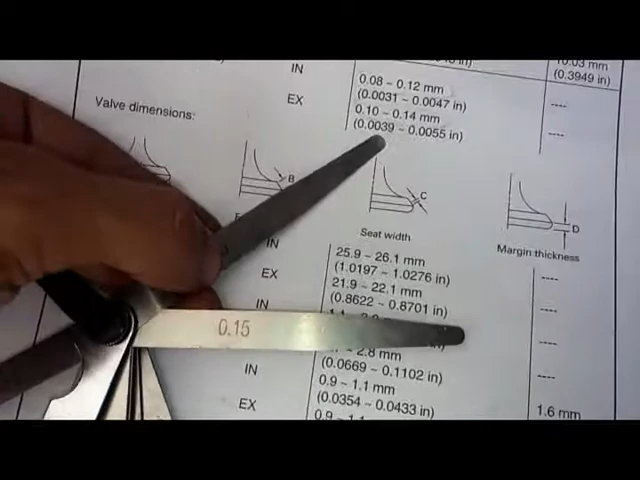 10.03 mm
(0.3949 in)
IN
0.08 ~ 0.12 mm
(0.0031 ~ 0.0047 in)
----
EX
0.10 ~ 0.14 mm
(0.0039 ~ 0.0055 in)
----
Valve dimensions:
B
C
D
Seat width
Margin thickness
IN
25.9 ~ 26.1 mm
(1.0197 ~ 1.0276 in)
----
EX
21.9 ~ 22.1 mm
(0.8622 ~ 0.8701 in)
----
IN
----
0.15
2.8 mm
(0.0669 ~ 0.1102 in)
----
IN
0.9 ~ 1.1 mm
(0.0354 ~ 0.0433 in)
1.6 mm
EX